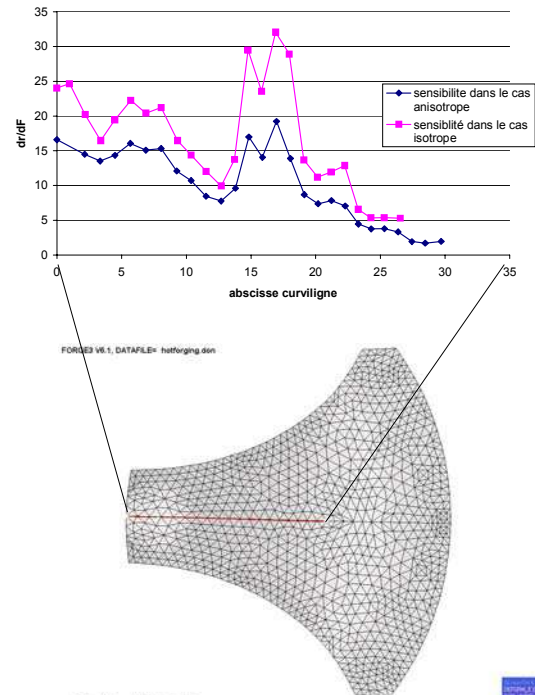 35
30
25
20
15
10
5
0
dr/dF
sensibilite dans le cas
anisotrope
sensiblité dans le cas
isotrope
0 5 10 15 20 25 30 35
abscisse curviligne
FORGE3 V6.1, DATAFILE= hotforging.don